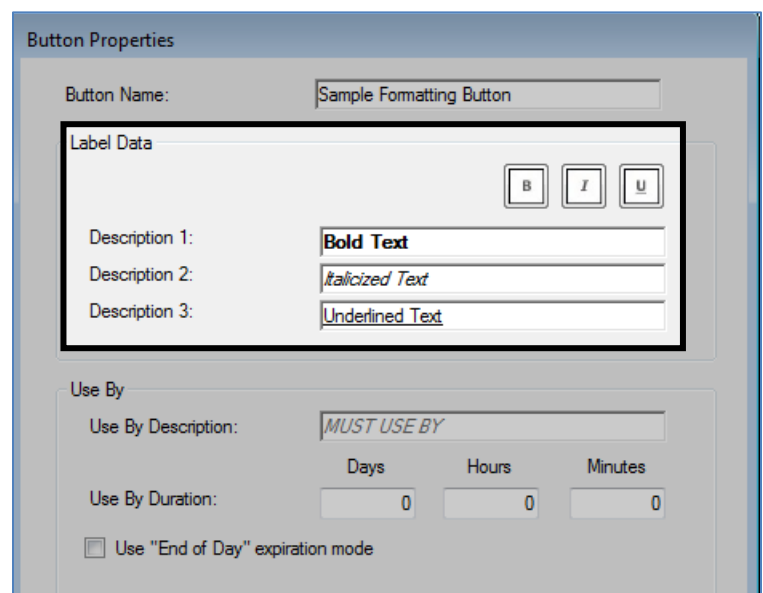 Button Properties
Button Name: Sample Formatting Button
Label Data
B I U
Description 1: Bold Text
Description 2: Italicized Text
Description 3: Underlined Text
Use By
Use By Description: MUST USE BY
Days Hours Minutes
Use By Duration: 0 0 0
Use "End of Day" expiration mode